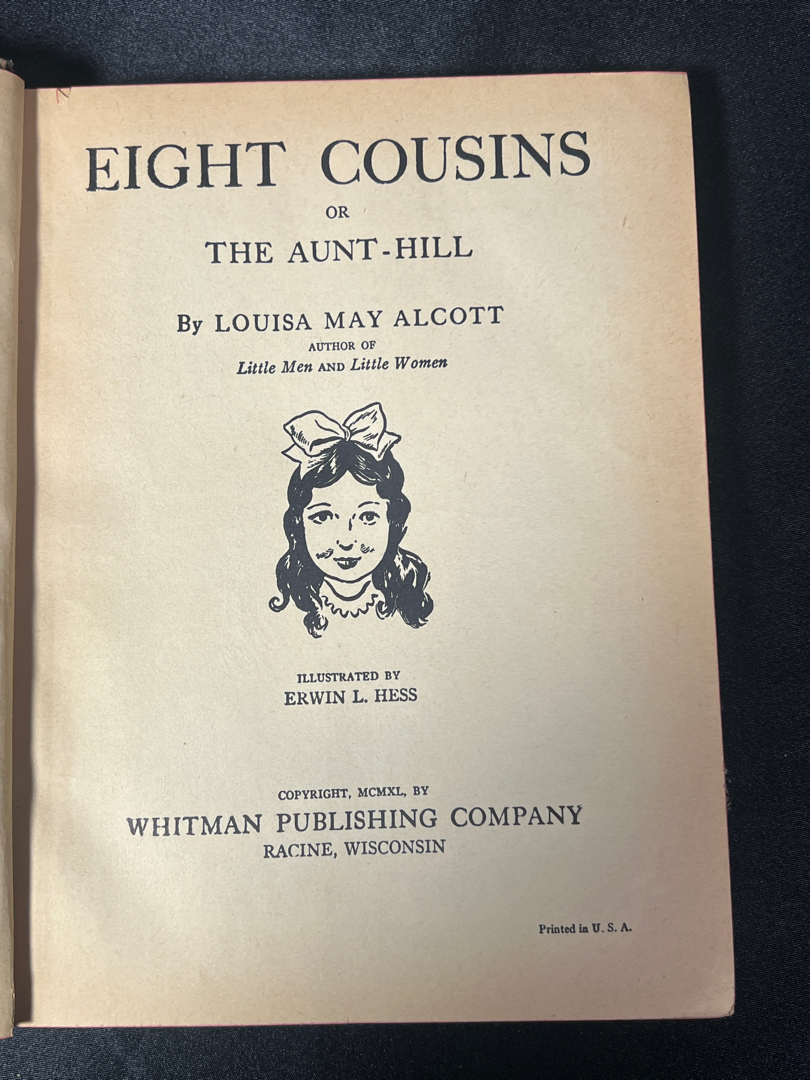 EIGHT COUSINS
OR
THE AUNT-HILL
By LOUISA MAY ALCOTT
AUTHOR OF
Little Men AND Little Women
ILLUSTRATED BY
ERWIN L. HESS
COPYRIGHT, MCMXL, BY
WHITMAN PUBLISHING COMPANY
RACINE, WISCONSIN
Printed in U. S. A.